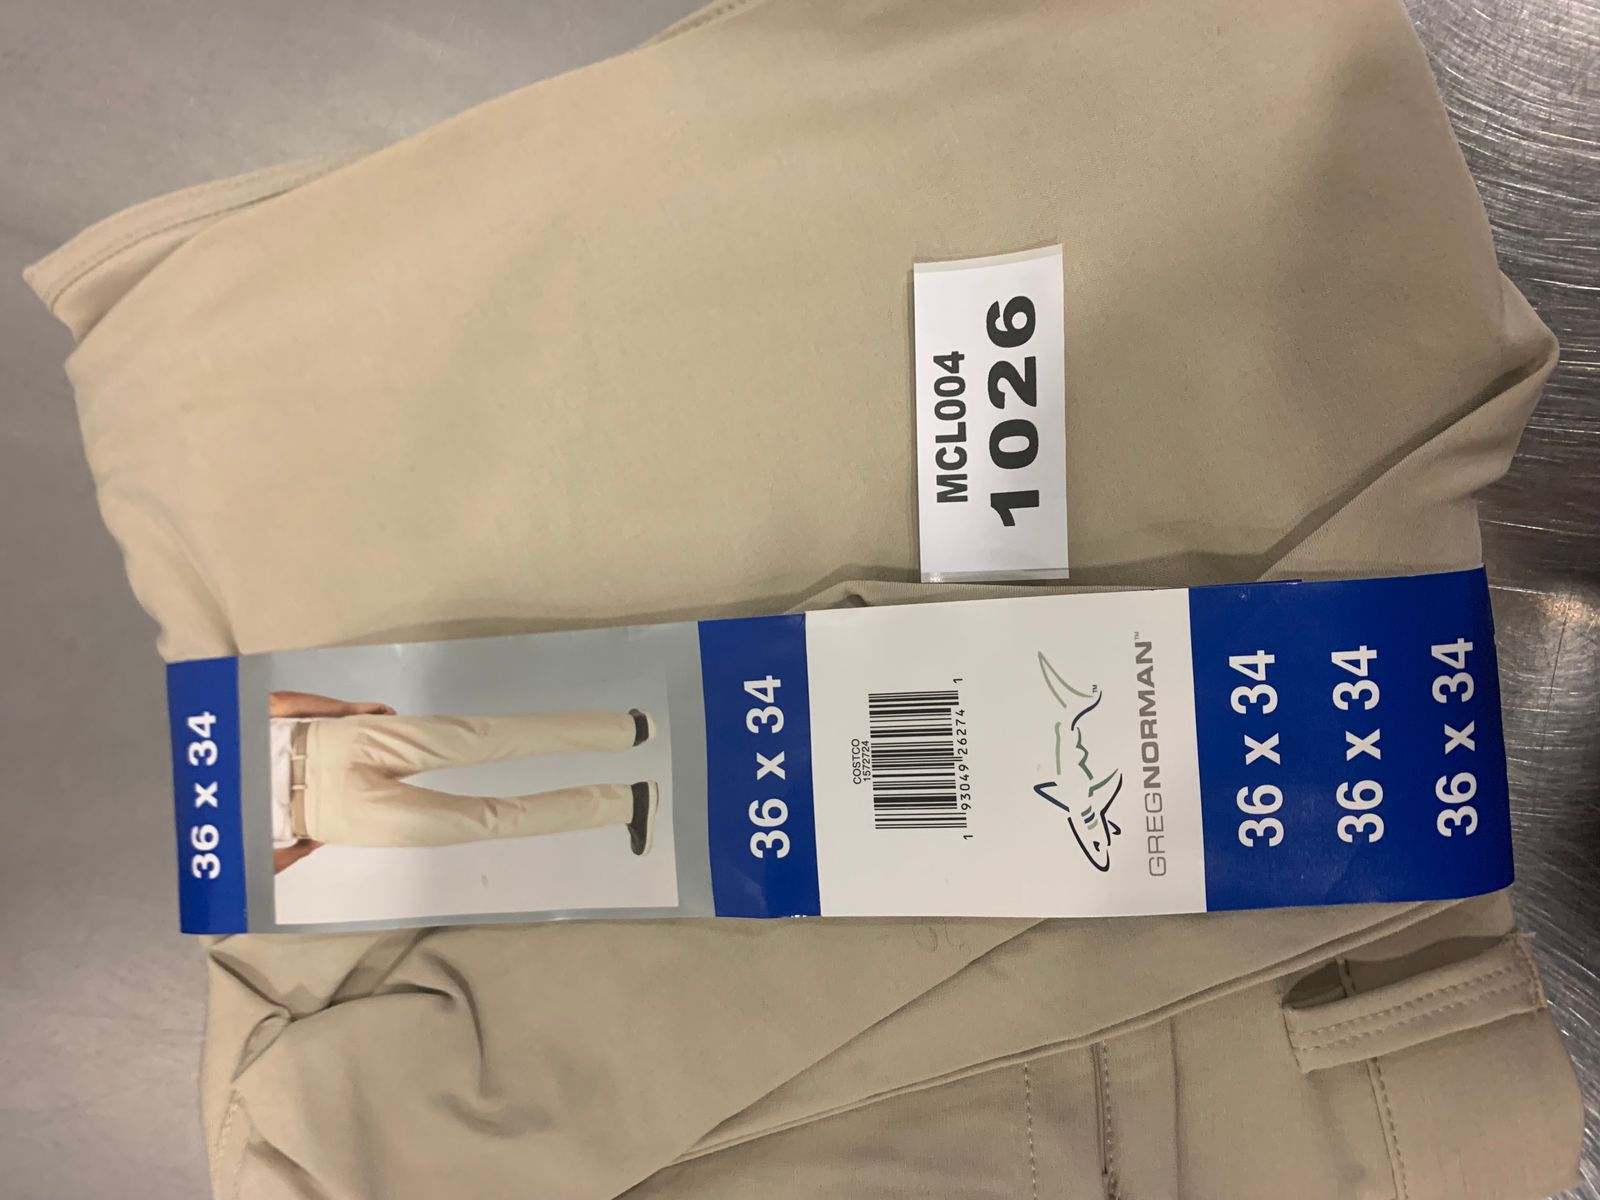 MCL004
1026
36 x 34
36 x 34
COSTCO
1572724
1 93049 26274 1
TM
GREGNORMAN™
36 x 34
36 x 34
36 x 34